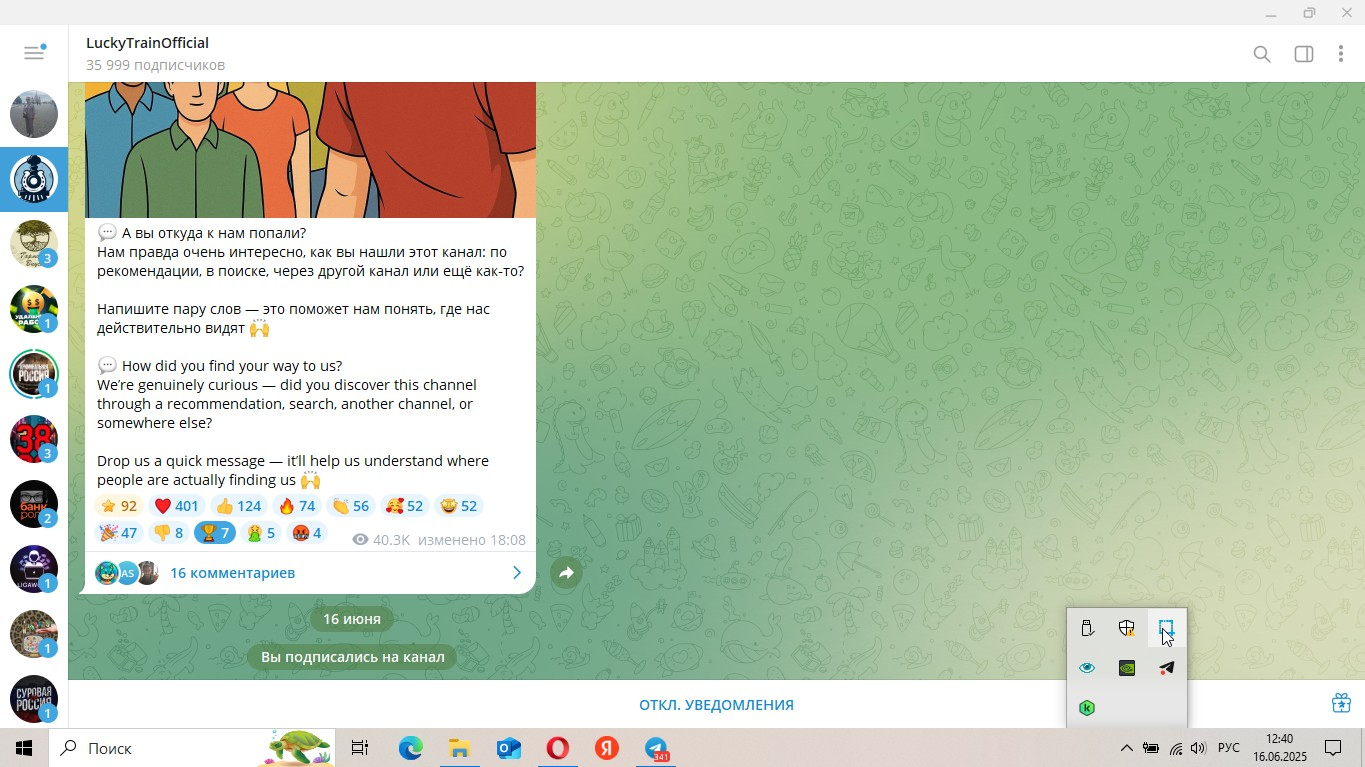 LuckyTrainOfficial
35 999 подписчиков
💬 А вы откуда к нам попали?
Нам правда очень интересно, как вы нашли этот канал: по
рекомендации, в поиске, через другой канал или ещё как-то?
Напишите пару слов — это поможет нам понять, где нас
действительно видят 🙌
💬 How did you find your way to us?
We’re genuinely curious — did you discover this channel
through a recommendation, search, another channel, or
somewhere else?
Drop us a quick message — it’ll help us understand where
people are actually finding us 🙌
92 401 124 74 56 52 52
47 8 7 5 4 40.3K изменено 18:08
AS 16 комментариев
16 июня
Вы подписались на канал
ОТКЛ. УВЕДОМЛЕНИЯ
3
1
РОССИЯ
1
38
3
банк
2
1
1
СУРОВАЯ
РОССИЯ
1
Поиск
Я
341
РУС
12:40
16.06.2025